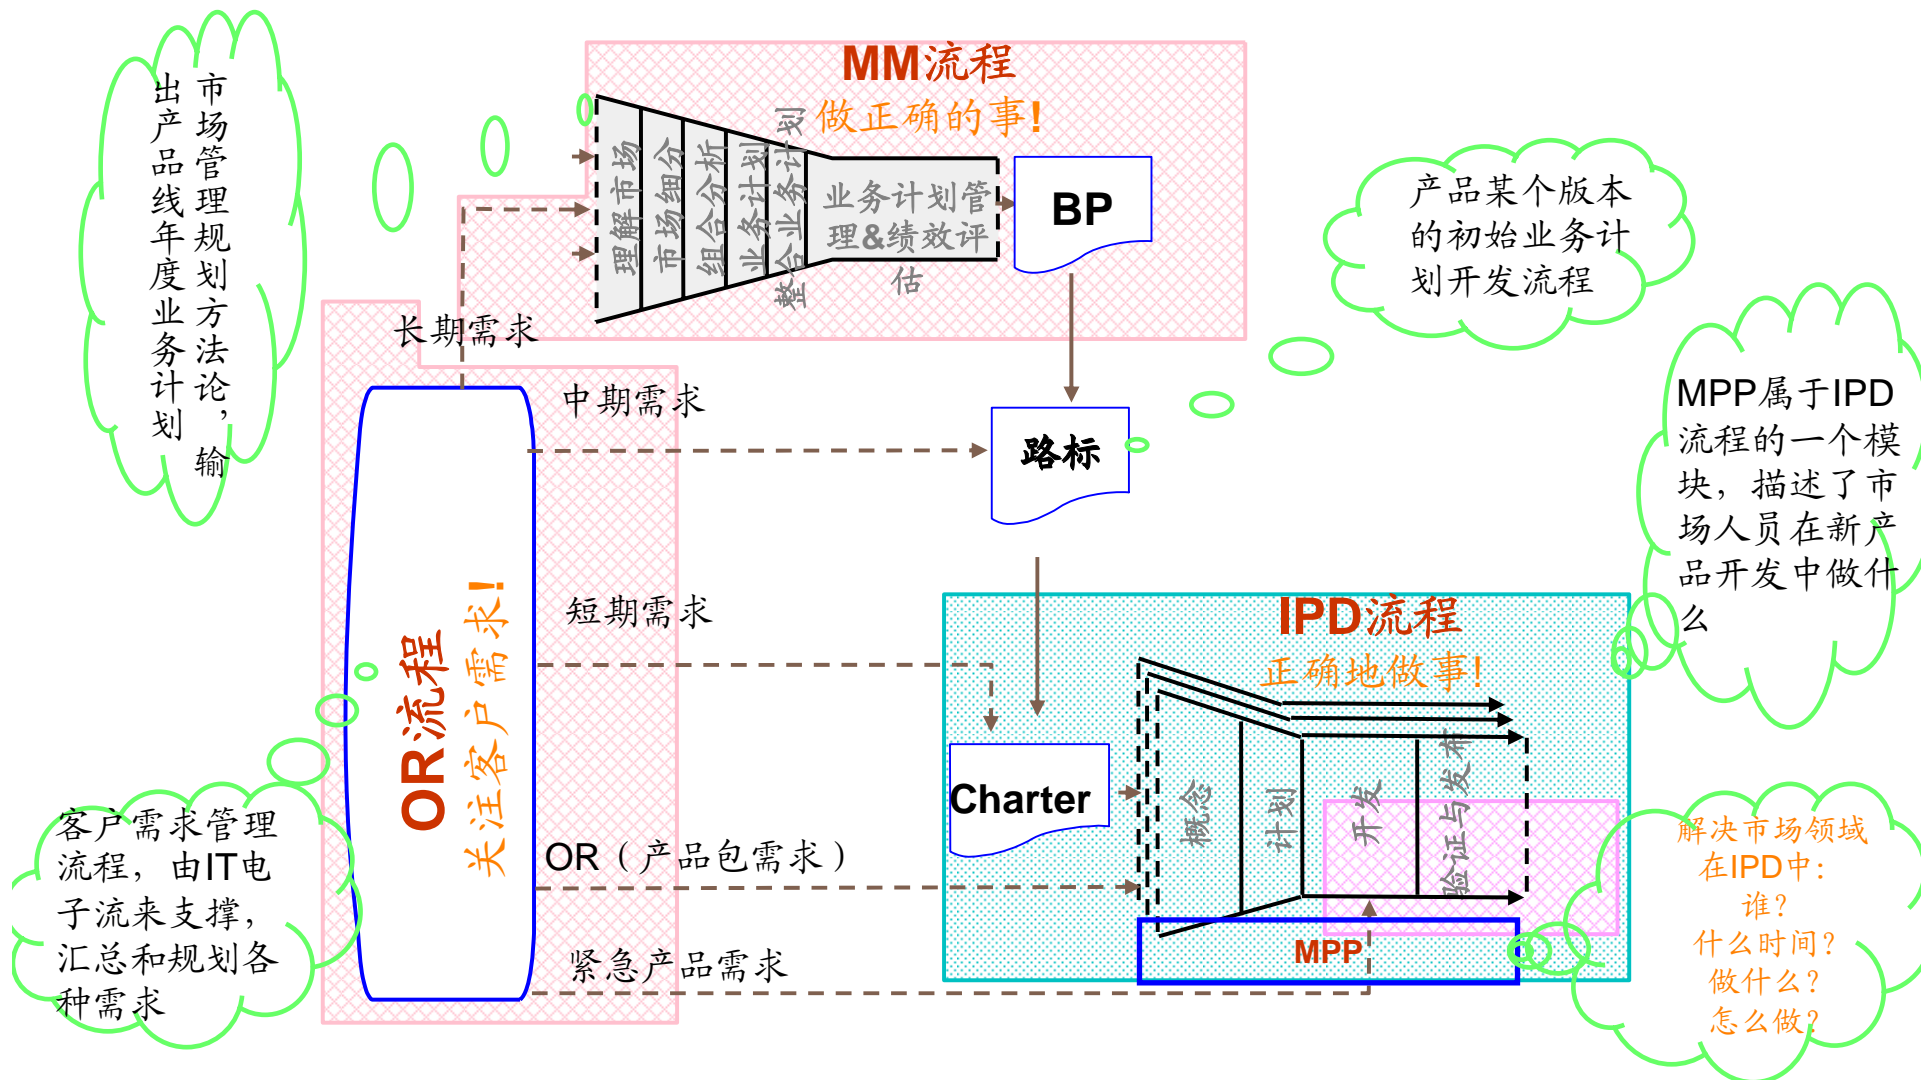 市场管理规划方法论，输
出产品线年度业务计划
MM流程
做正确的事!
理解市场
市场细分
组合分析
业务计划
整合业务计划
业务计划管
理&绩效评
估
BP
产品某个版本
的初始业务计
划开发流程
长期需求
中期需求
路标
MPP属于IPD
流程的一个模
块，描述了市
场人员在新产
品开发中做什
么
短期需求
OR流程
关注客户需求!
IPD流程
正确地做事!
Charter
概念
计划
开发
验证与发布
OR（产品包需求）
MPP
紧急产品需求
客户需求管理
流程，由IT电
子流来支撑，
汇总和规划各
种需求
解决市场领域
在IPD中：
谁？
什么时间？
做什么？
怎么做？